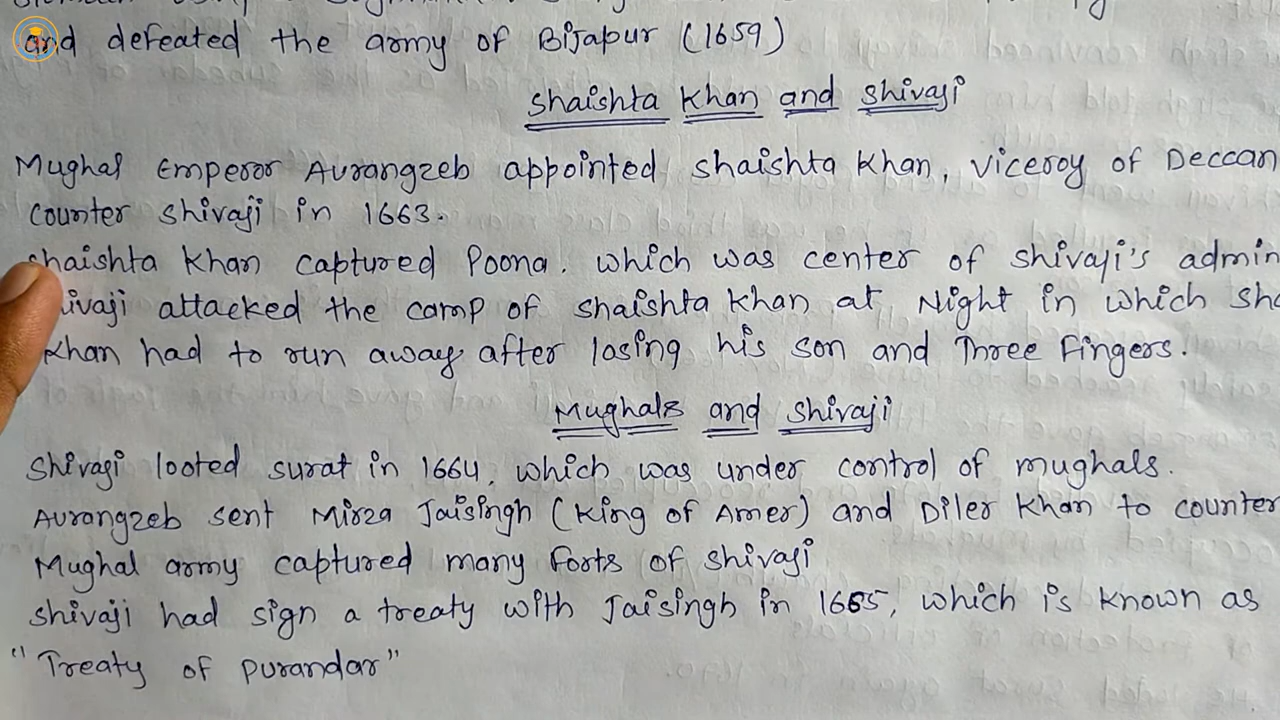 and defeated the army of Bijapur (1659)
Shaishta Khan and Shivaji
Mughal Emperor Aurangzeb appointed Shaishta Khan, viceroy of Deccan
counter Shivaji in 1663.
Shaishta Khan captured Poona. which was center of Shivaji's admin
ivaji attacked the camp of Shaishta Khan at Night in which Sha
Khan had to run away after losing his son and Three Fingers.
Mughals and Shivaji
Shivaji looted Surat in 1664, which was under control of mughals.
Aurangzeb sent Mirza Jaisingh (King of Amer) and Diler Khan to counter
Mughal army captured many forts of Shivaji
Shivaji had sign a treaty with Jaisingh in 1665, which is known as
"Treaty of Purandar"